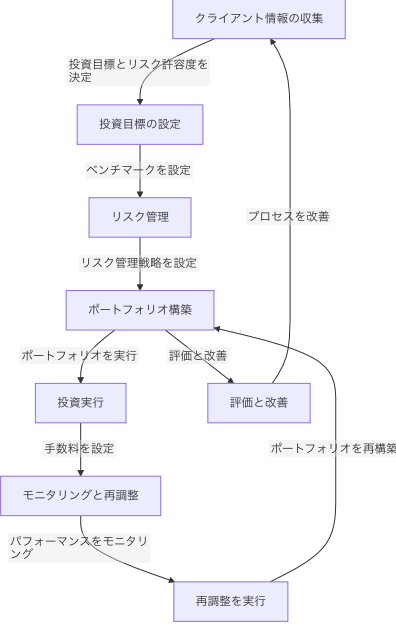 クライアント情報の収集
投資目標とリスク許容度を
決定
投資目標の設定
ベンチマークを設定
リスク管理
プロセスを改善
リスク管理戦略を設定
ポートフォリオ構築
ポートフォリオを実行
評価と改善
投資実行
評価と改善
手数料を設定
ポートフォリオを再構築
モニタリングと再調整
パフォーマンスをモニタリ
ング
再調整を実行